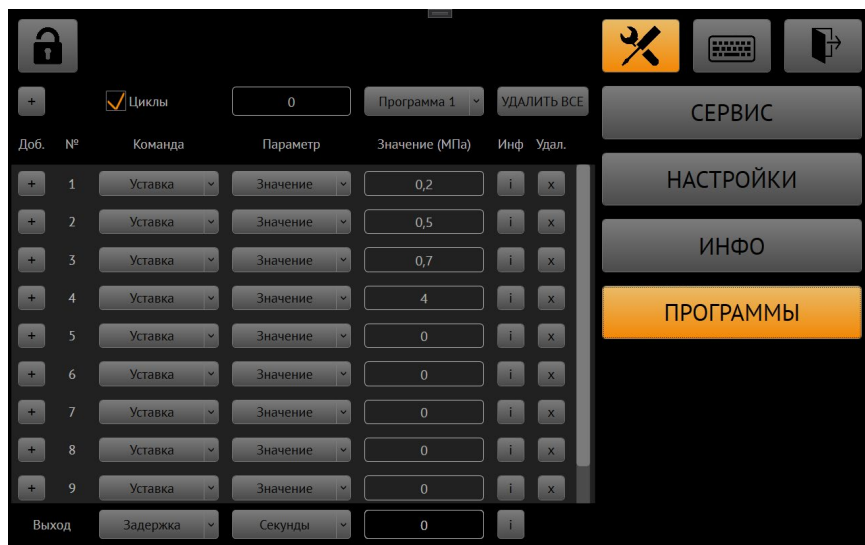 + Циклы 0 Программа 1 УДАЛИТЬ ВСЕ
Доб. № Команда Параметр Значение (МПа) Инф Удал.
+ 1 Уставка Значение 0,2 i x
+ 2 Уставка Значение 0,5 i x
+ 3 Уставка Значение 0,7 i x
+ 4 Уставка Значение 4 i x
+ 5 Уставка Значение 0 i x
+ 6 Уставка Значение 0 i x
+ 7 Уставка Значение 0 i x
+ 8 Уставка Значение 0 i x
+ 9 Уставка Значение 0 i x
Выход Задержка Секунды 0 i
СЕРВИС
НАСТРОЙКИ
ИНФО
ПРОГРАММЫ